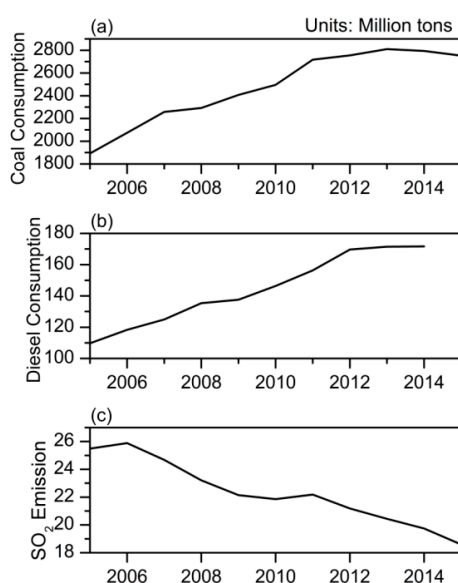 (a) Units: Million tons
Coal Consumption
2800
2600
2400
2200
2000
1800
2006 2008 2010 2012 2014
(b)
Diesel Consumption
180
160
140
120
100
2006 2008 2010 2012 2014
(c)
SO₂ Emission
26
24
22
20
18
2006 2008 2010 2012 2014